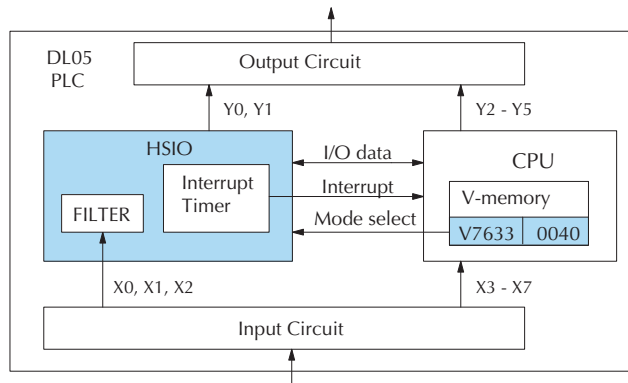 DL05
PLC
Output Circuit
Y0, Y1
Y2 - Y5
HSIO
I/O data
CPU
Interrupt
Timer
Interrupt
V-memory
FILTER
Mode select
V7633 0040
X0, X1, X2
X3 - X7
Input Circuit